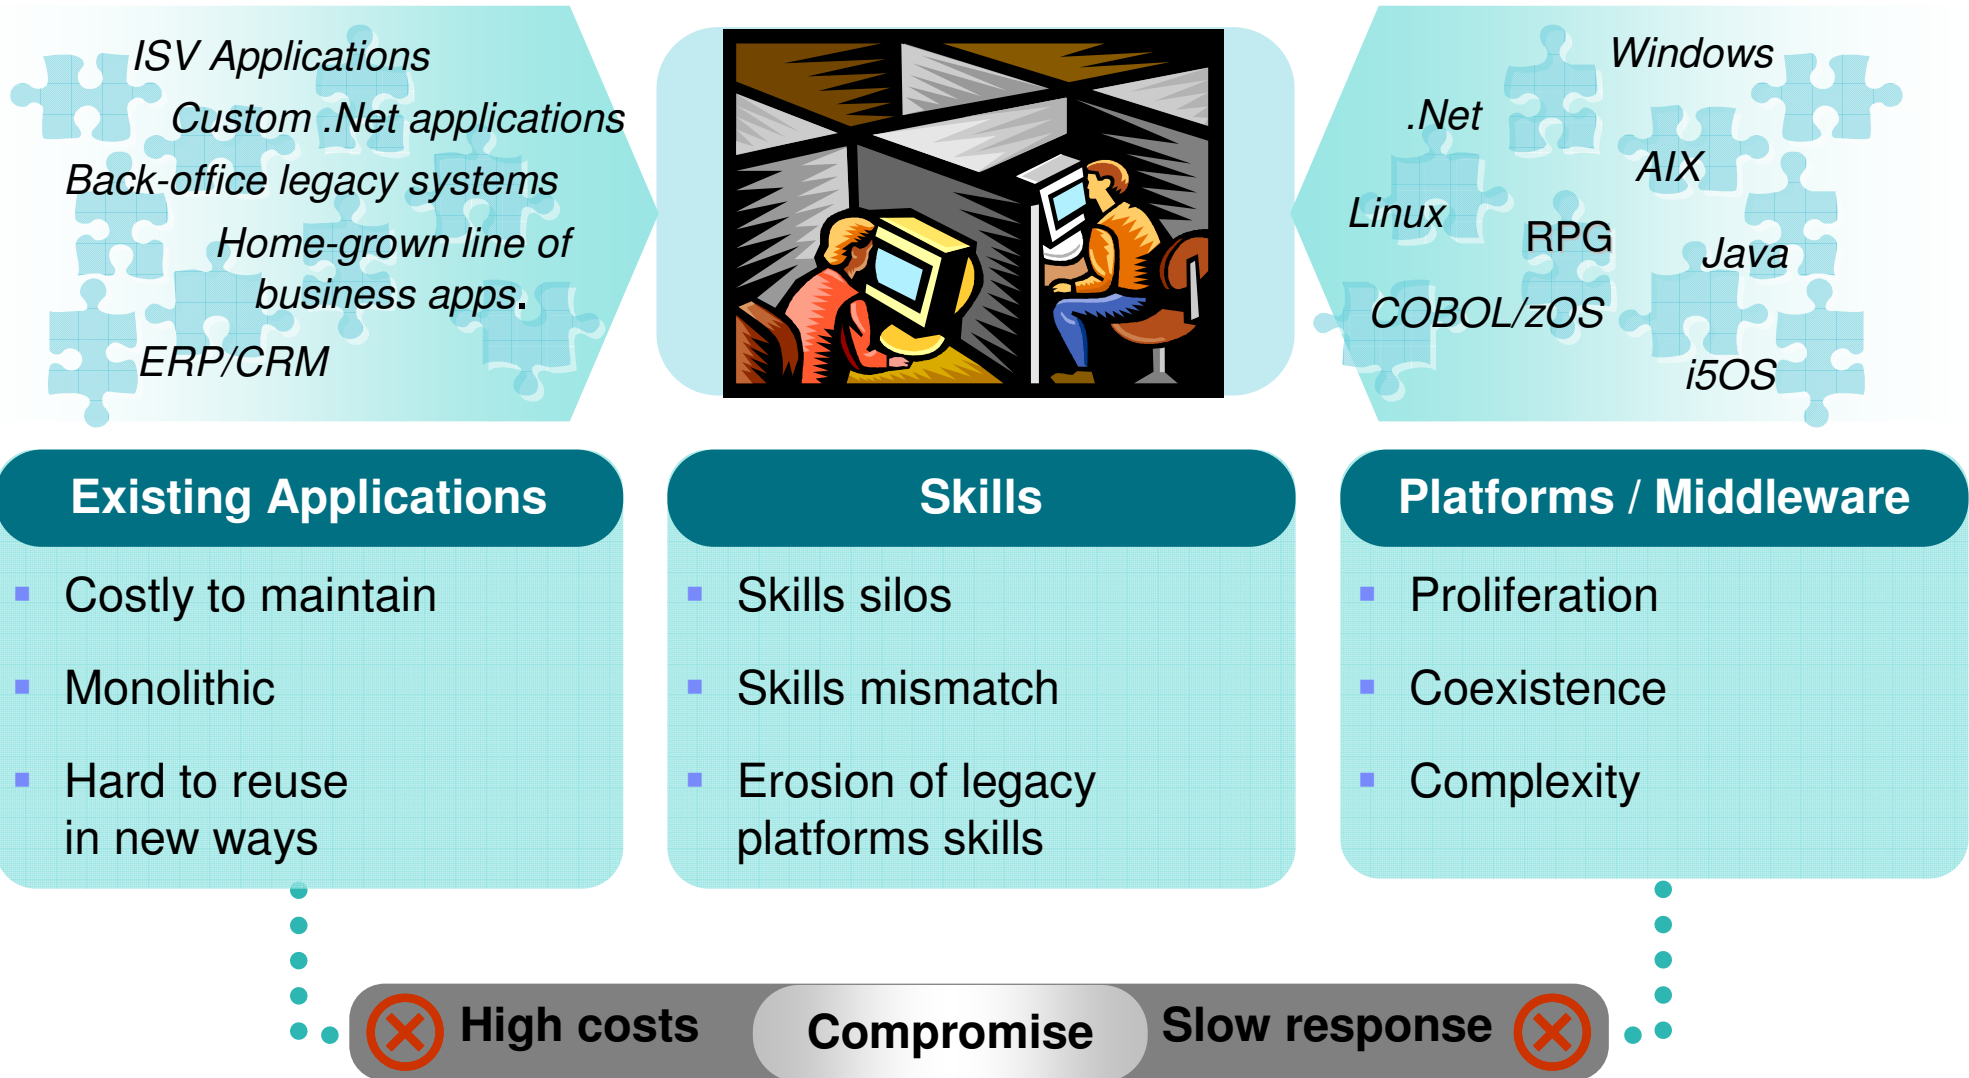 ISV Applications
Custom .Net applications
Back-office legacy systems
Home-grown line of
business apps.
ERP/CRM
Windows
.Net
AIX
Linux
RPG
Java
COBOL/zOS
i5OS
Existing Applications
Costly to maintain
Monolithic
Hard to reuse
in new ways
Skills
Skills silos
Skills mismatch
Erosion of legacy
platforms skills
Platforms / Middleware
Proliferation
Coexistence
Complexity
High costs
Compromise
Slow response